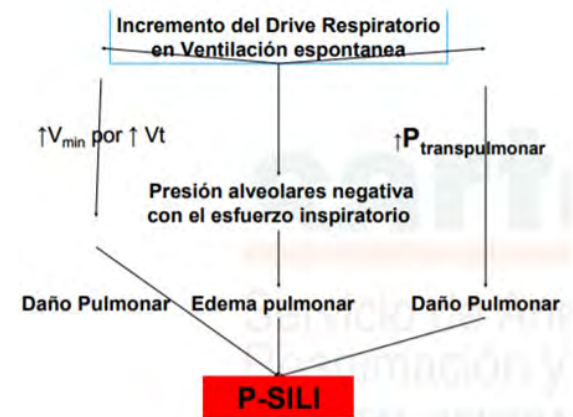 Incremento del Drive Respiratorio
en Ventilación espontanea
↑Vmin por ↑ Vt
↑Ptranspulmonar
Presión alveolares negativa
con el esfuerzo inspiratorio
Daño Pulmonar
Edema pulmonar
Daño Pulmonar
P-SILI